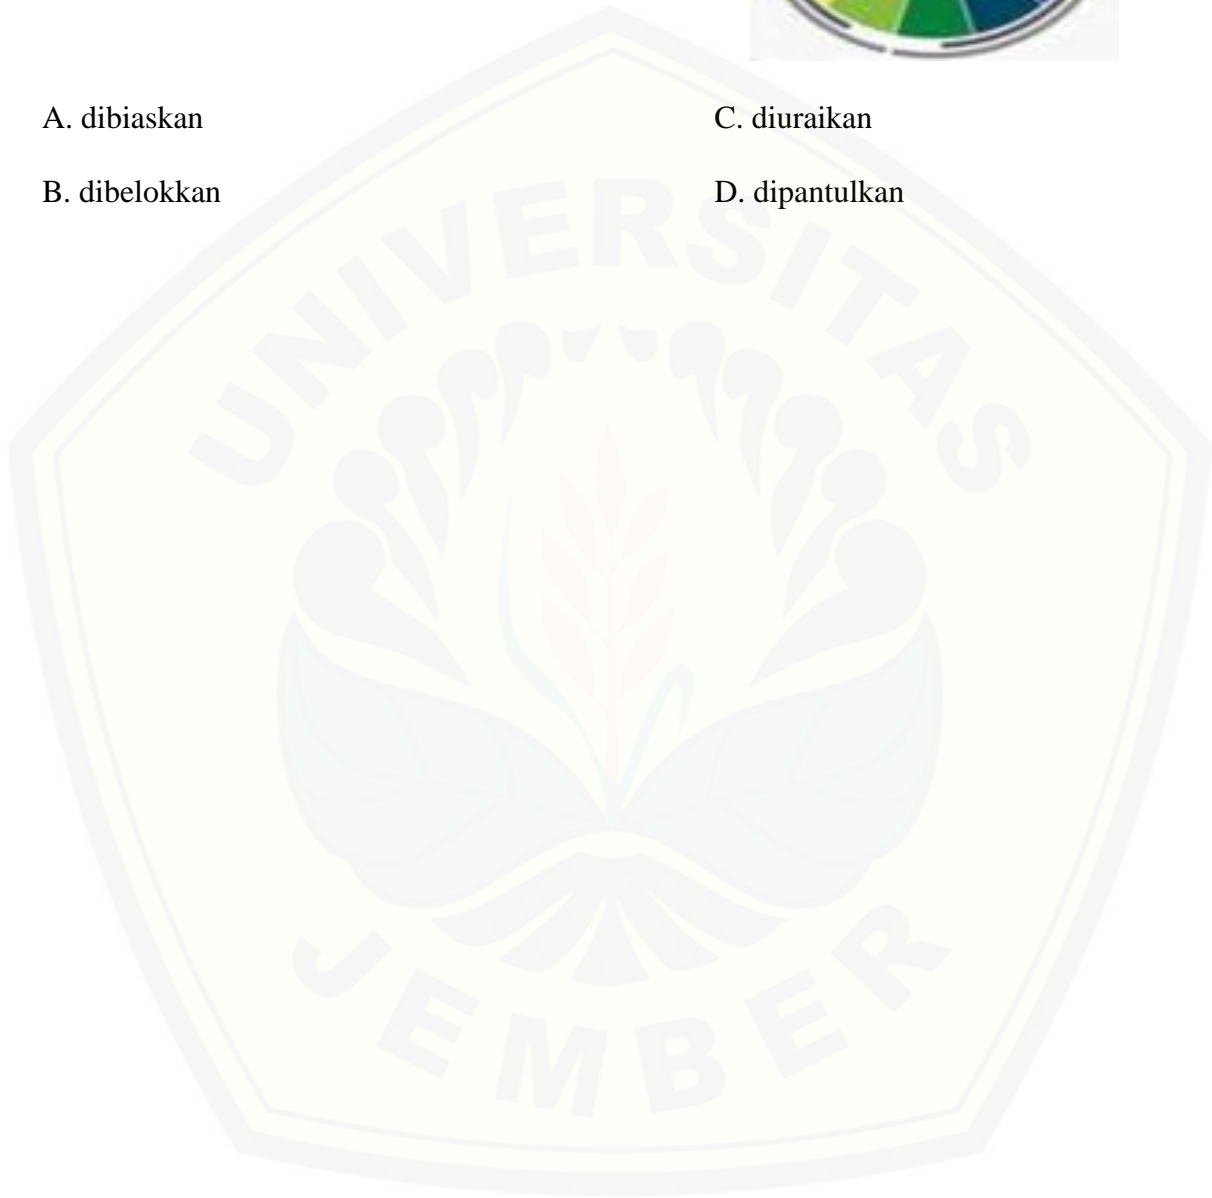 A. dibiaskan
C. diuraikan
B. dibelokkan
D. dipantulkan
UNIVERSITAS
JEMBER